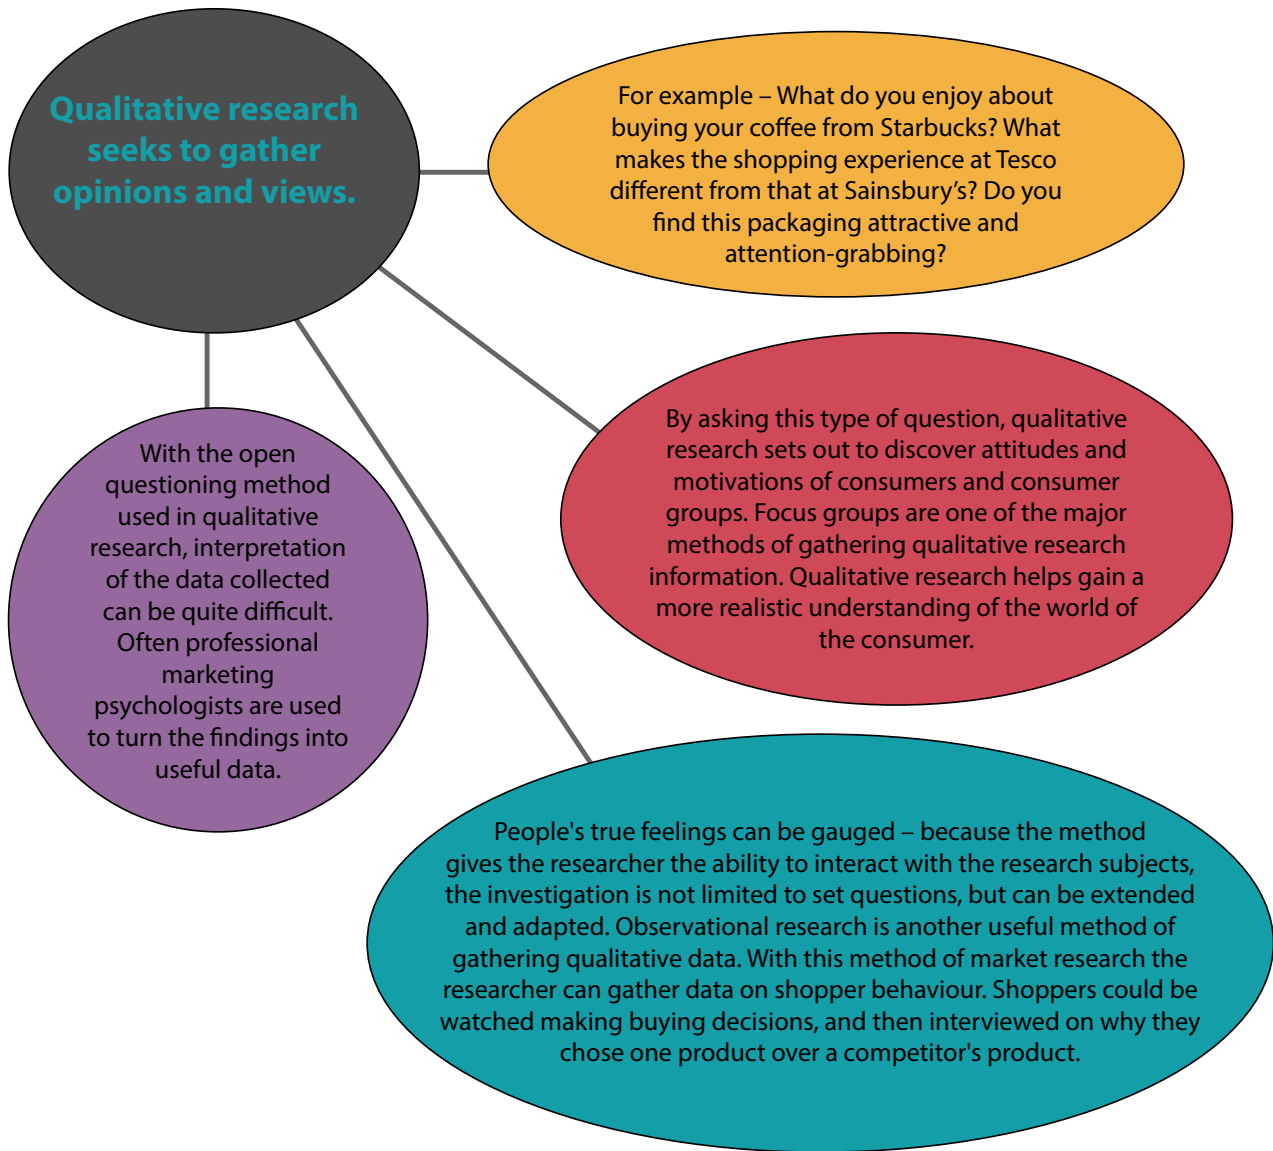 Qualitative research
seeks to gather
opinions and views.
For example – What do you enjoy about
buying your coffee from Starbucks? What
makes the shopping experience at Tesco
different from that at Sainsbury’s? Do you
find this packaging attractive and
attention-grabbing?
By asking this type of question, qualitative
research sets out to discover attitudes and
motivations of consumers and consumer
groups. Focus groups are one of the major
methods of gathering qualitative research
information. Qualitative research helps gain a
more realistic understanding of the world of
the consumer.
With the open
questioning method
used in qualitative
research, interpretation
of the data collected
can be quite difficult.
Often professional
marketing
psychologists are used
to turn the findings into
useful data.
People's true feelings can be gauged – because the method
gives the researcher the ability to interact with the research subjects,
the investigation is not limited to set questions, but can be extended
and adapted. Observational research is another useful method of
gathering qualitative data. With this method of market research the
researcher can gather data on shopper behaviour. Shoppers could be
watched making buying decisions, and then interviewed on why they
chose one product over a competitor's product.